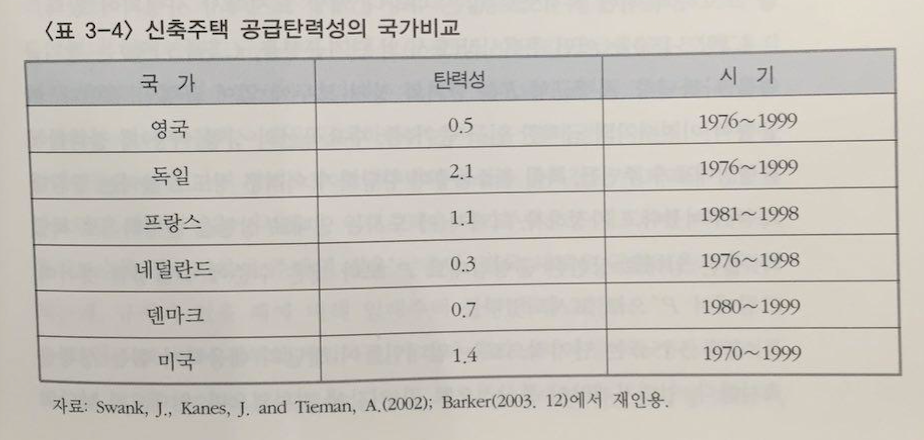 〈표 3-4〉 신축주택 공급탄력성의 국가비교
국 가 탄력성 시 기
영국 0.5 1976~1999
독일 2.1 1976~1999
프랑스 1.1 1981~1998
네덜란드 0.3 1976~1998
덴마크 0.7 1980~1999
미국 1.4 1970~1999
자료: Swank, J., Kanes, J. and Tieman, A.(2002); Barker(2003. 12)에서 재인용.